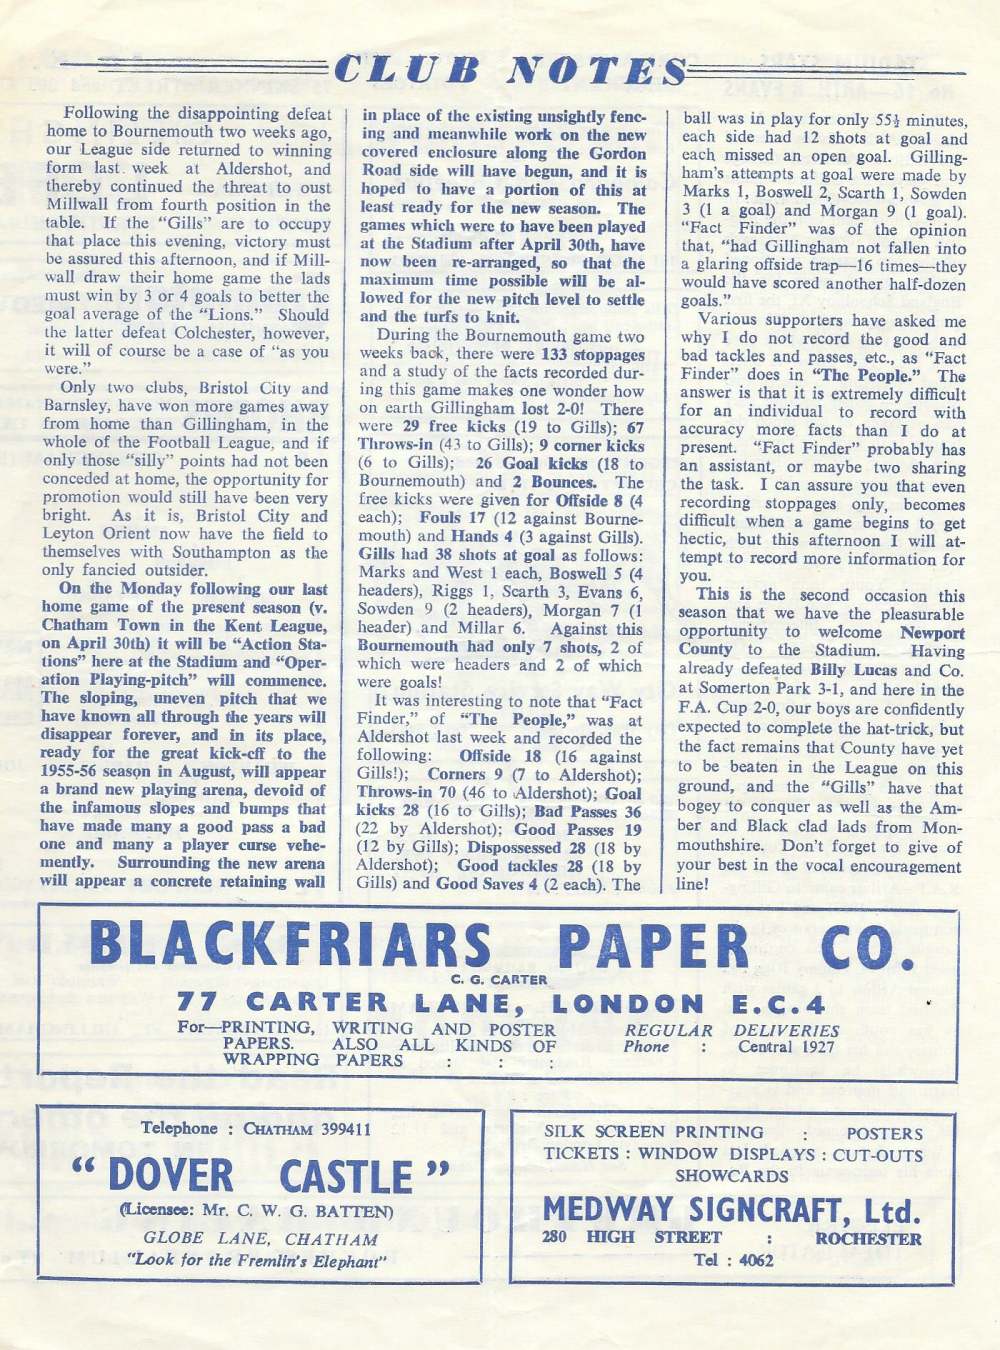 CLUB NOTES
Following the disappointing defeat
home to Bournemouth two weeks ago,
our League side returned to winning
form last week at Aldershot, and
thereby continued the threat to oust
Millwall from fourth position in the
table. If the "Gills" are to occupy
that place this evening, victory must
be assured this afternoon, and if Mill-
wall draw their home game the lads
must win by 3 or 4 goals to better the
goal average of the "Lions." Should
the latter defeat Colchester, however,
it will of course be a case of "as you
were."
Only two clubs, Bristol City and
Barnsley, have won more games away
from home than Gillingham, in the
whole of the Football League, and if
only those "silly" points had not been
conceded at home, the opportunity for
promotion would still have been very
bright. As it is, Bristol City and
Leyton Orient now have the field to
themselves with Southampton as the
only fancied outsider.
On the Monday following our last
home game of the present season (v.
Chatham Town in the Kent League,
on April 30th) it will be "Action Sta-
tions" here at the Stadium and "Oper-
ation Playing-pitch" will commence.
The sloping, uneven pitch that we
have known all through the years will
disappear forever, and in its place,
ready for the great kick-off to the
1955-56 season in August, will appear
a brand new playing arena, devoid of
the infamous slopes and bumps that
have made many a good pass a bad
one and many a player curse vehe-
mently. Surrounding the new arena
will appear a concrete retaining wall
in place of the existing unsightly fenc-
ing and meanwhile work on the new
covered enclosure along the Gordon
Road side will have begun, and it is
hoped to have a portion of this at
least ready for the new season. The
games which were to have been played
at the Stadium after April 30th, have
now been re-arranged, so that the
maximum time possible will be al-
lowed for the new pitch level to settle
and the turfs to knit.
During the Bournemouth game two
weeks back, there were 133 stoppages
and a study of the facts recorded dur-
ing this game makes one wonder how
on earth Gillingham lost 2-0! There
were 29 free kicks (19 to Gills); 67
Throws-in (43 to Gills); 9 corner kicks
(6 to Gills); 26 Goal kicks (18 to
Bournemouth) and 2 Bounces. The
free kicks were given for Offside 8 (4
each); Fouls 17 (12 against Bourne-
mouth) and Hands 4 (3 against Gills).
Gills had 38 shots at goal as follows:
Marks and West 1 each, Boswell 5 (4
headers), Riggs 1, Scarth 3, Evans 6,
Sowden 9 (2 headers), Morgan 7 (1
header) and Millar 6. Against this
Bournemouth had only 7 shots, 2 of
which were headers and 2 of which
were goals!
It was interesting to note that "Fact
Finder," of "The People," was at
Aldershot last week and recorded the
following: Offside 18 (16 against
Gills!); Corners 9 (7 to Aldershot);
Throws-in 70 (46 to Aldershot); Goal
kicks 28 (16 to Gills); Bad Passes 36
(22 by Aldershot); Good Passes 19
(12 by Gills); Dispossessed 28 (18 by
Aldershot); Good tackles 28 (18 by
Gills) and Good Saves 4 (2 each). The
ball was in play for only 55½ minutes,
each side had 12 shots at goal and
each missed an open goal. Gilling-
ham's attempts at goal were made by
Marks 1, Boswell 2, Scarth 1, Sowden
3 (1 a goal) and Morgan 9 (1 goal).
"Fact Finder" was of the opinion
that, "had Gillingham not fallen into
a glaring offside trap—16 times—they
would have scored another half-dozen
goals."
Various supporters have asked me
why I do not record the good and
bad tackles and passes, etc., as "Fact
Finder" does in "The People." The
answer is that it is extremely difficult
for an individual to record with
accuracy more facts than I do at
present. "Fact Finder" probably has
an assistant, or maybe two sharing
the task. I can assure you that even
recording stoppages only, becomes
difficult when a game begins to get
hectic, but this afternoon I will at-
tempt to record more information for
you.
This is the second occasion this
season that we have the pleasurable
opportunity to welcome Newport
County to the Stadium. Having
already defeated Billy Lucas and Co.
at Somerton Park 3-1, and here in the
F.A. Cup 2-0, our boys are confidently
expected to complete the hat-trick, but
the fact remains that County have yet
to be beaten in the League on this
ground, and the "Gills" have that
bogey to conquer as well as the Am-
ber and Black clad lads from Mon-
mouthshire. Don't forget to give of
your best in the vocal encouragement
line!
BLACKFRIARS PAPER CO.
C. G. CARTER
77 CARTER LANE, LONDON E.C.4
For—PRINTING, WRITING AND POSTER
PAPERS. ALSO ALL KINDS OF
WRAPPING PAPERS : : :
REGULAR DELIVERIES
Phone : Central 1927
Telephone : CHATHAM 399411
"DOVER CASTLE"
(Licensee: Mr. C. W. G. BATTEN)
GLOBE LANE, CHATHAM
"Look for the Fremlin's Elephant"
SILK SCREEN PRINTING : POSTERS
TICKETS : WINDOW DISPLAYS : CUT-OUTS
SHOWCARDS
MEDWAY SIGNCRAFT, Ltd.
280 HIGH STREET : ROCHESTER
Tel : 4062